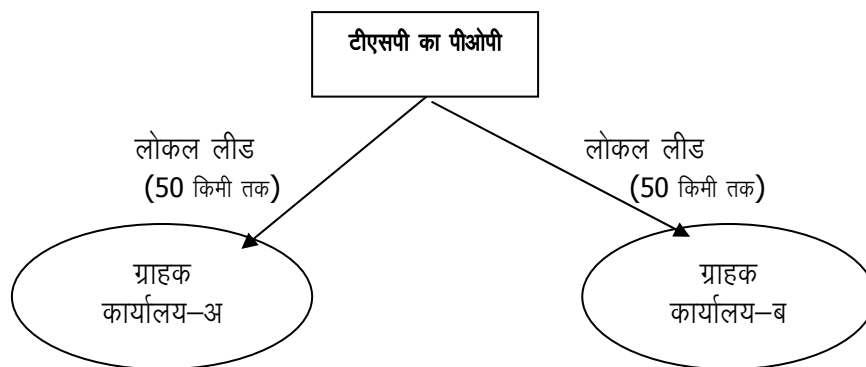 टीएसपी का पीओपी
लोकल लीड
(50 किमी तक)
लोकल लीड
(50 किमी तक)
ग्राहक
कार्यालय–अ
ग्राहक
कार्यालय–ब